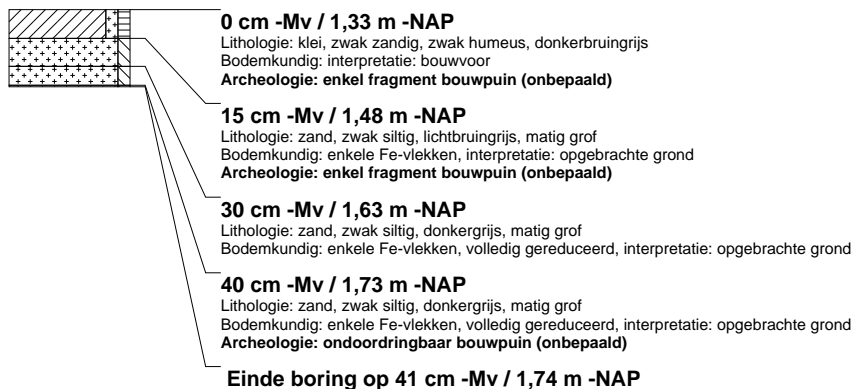 0 cm -Mv / 1,33 m -NAP
Lithologie: klei, zwak zandig, zwak humeus, donkerbruingrijs
Bodemkundig: interpretatie: bouwvoor
Archeologie: enkel fragment bouwpuin (onbepaald)
15 cm -Mv / 1,48 m -NAP
Lithologie: zand, zwak siltig, lichtbruingrijs, matig grof
Bodemkundig: enkele Fe-vlekken, interpretatie: opgebrachte grond
Archeologie: enkel fragment bouwpuin (onbepaald)
30 cm -Mv / 1,63 m -NAP
Lithologie: zand, zwak siltig, donkergrijs, matig grof
Bodemkundig: enkele Fe-vlekken, volledig gereduceerd, interpretatie: opgebrachte grond
40 cm -Mv / 1,73 m -NAP
Lithologie: zand, zwak siltig, donkergrijs, matig grof
Bodemkundig: enkele Fe-vlekken, volledig gereduceerd, interpretatie: opgebrachte grond
Archeologie: ondoordringbaar bouwpuin (onbepaald)
Einde boring op 41 cm -Mv / 1,74 m -NAP